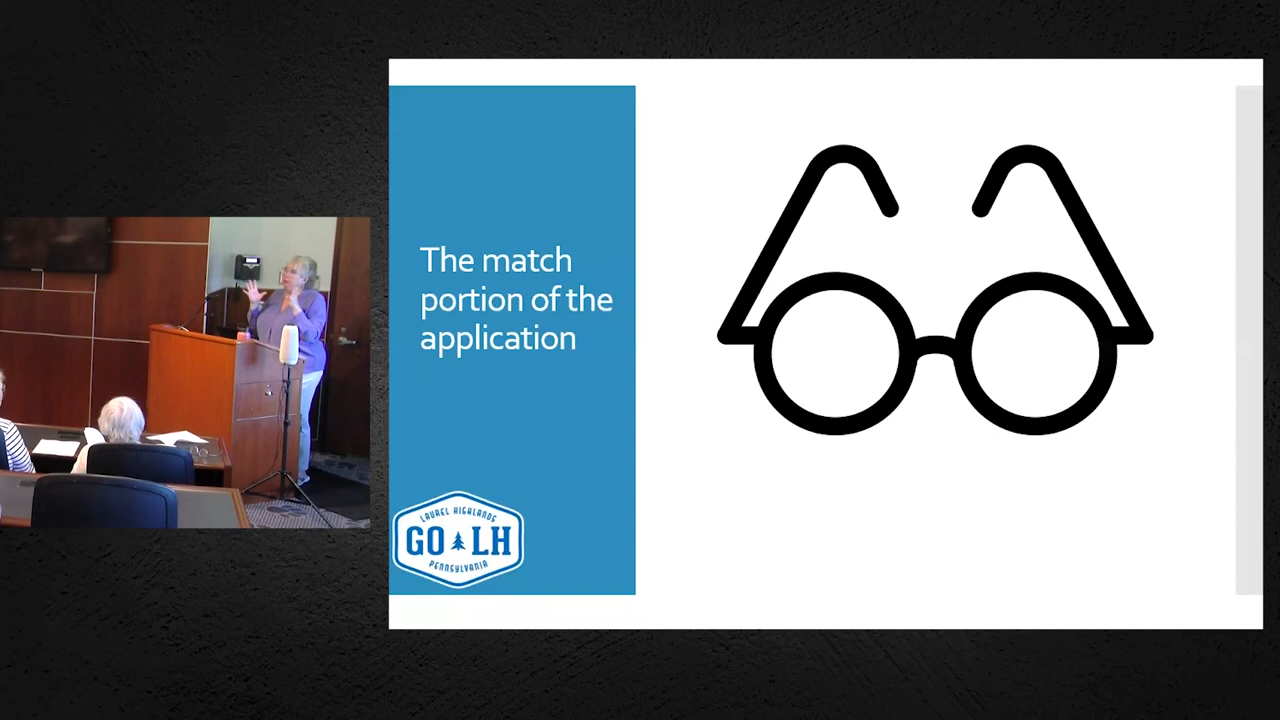 The match
portion of the
application
LAUREL HIGHLANDS
GO LH
PENNSYLVANIA